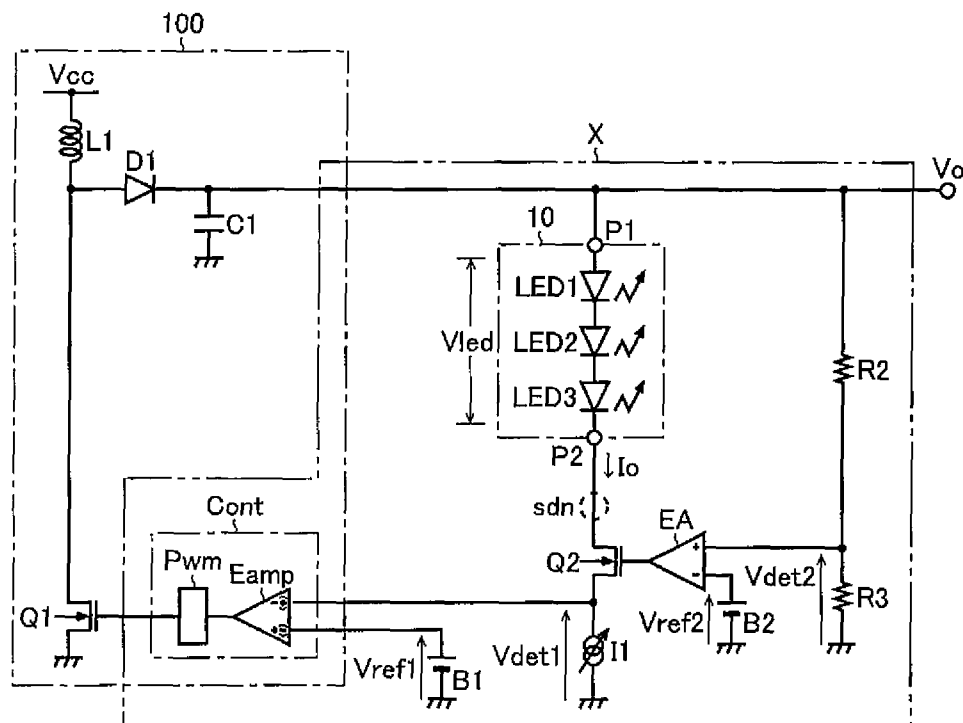 100
Vcc
L1
D1
C1
X
Vo
10
P1
LED1
LED2
LED3
Vled
P2
Io
sdn
R2
Cont
Pwm
Eamp
- (+)
+ (-)
Q1
Vref1
B1
Vdet1
I1
Q2
EA
+
-
Vref2
B2
Vdet2
R3